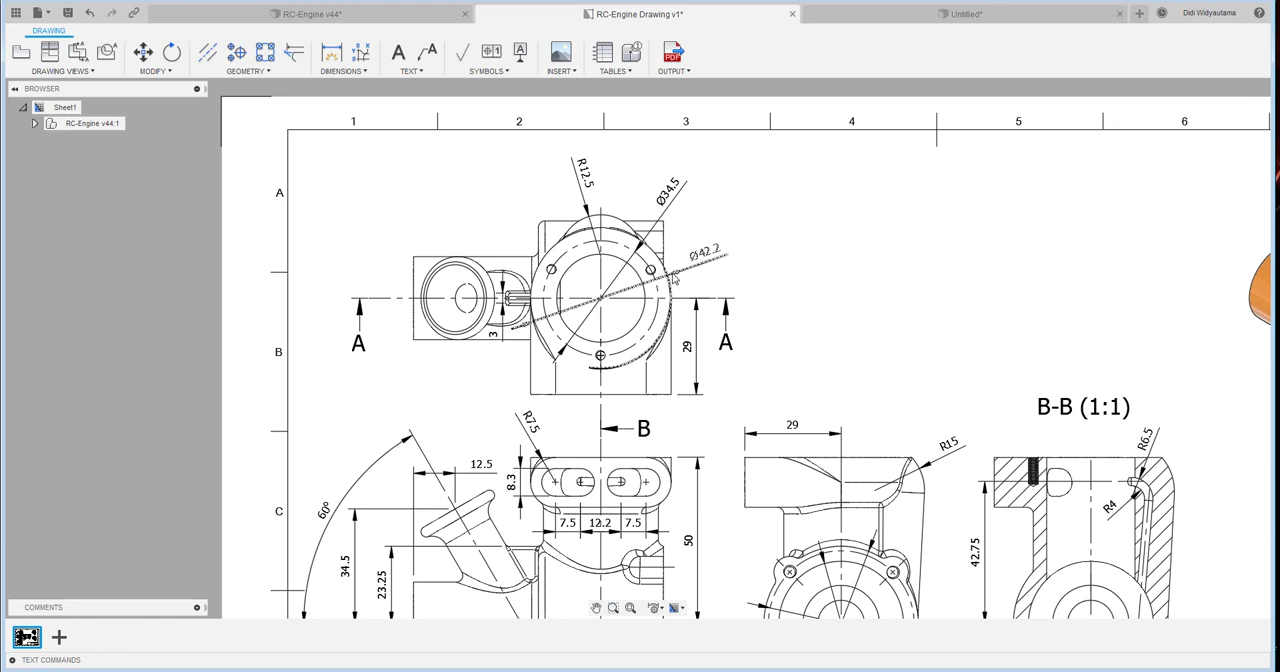 RC-Engine v44*
RC-Engine Drawing v1*
Untitled*
Didi Widyautama
DRAWING
DRAWING VIEWS
MODIFY
GEOMETRY
DIMENSIONS
TEXT
SYMBOLS
INSERT
TABLES
OUTPUT
PDF
BROWSER
Sheet1
RC-Engine v44:1
1
2
3
4
5
6
A
B
C
R12.5
Ø34.5
Ø42.2
3
29
A
A
B
B-B (1:1)
R7.5
12.5
8.3
7.5
12.2
7.5
60°
34.5
23.25
50
29
R15
R6.5
R4
42.75
COMMENTS
TEXT COMMANDS